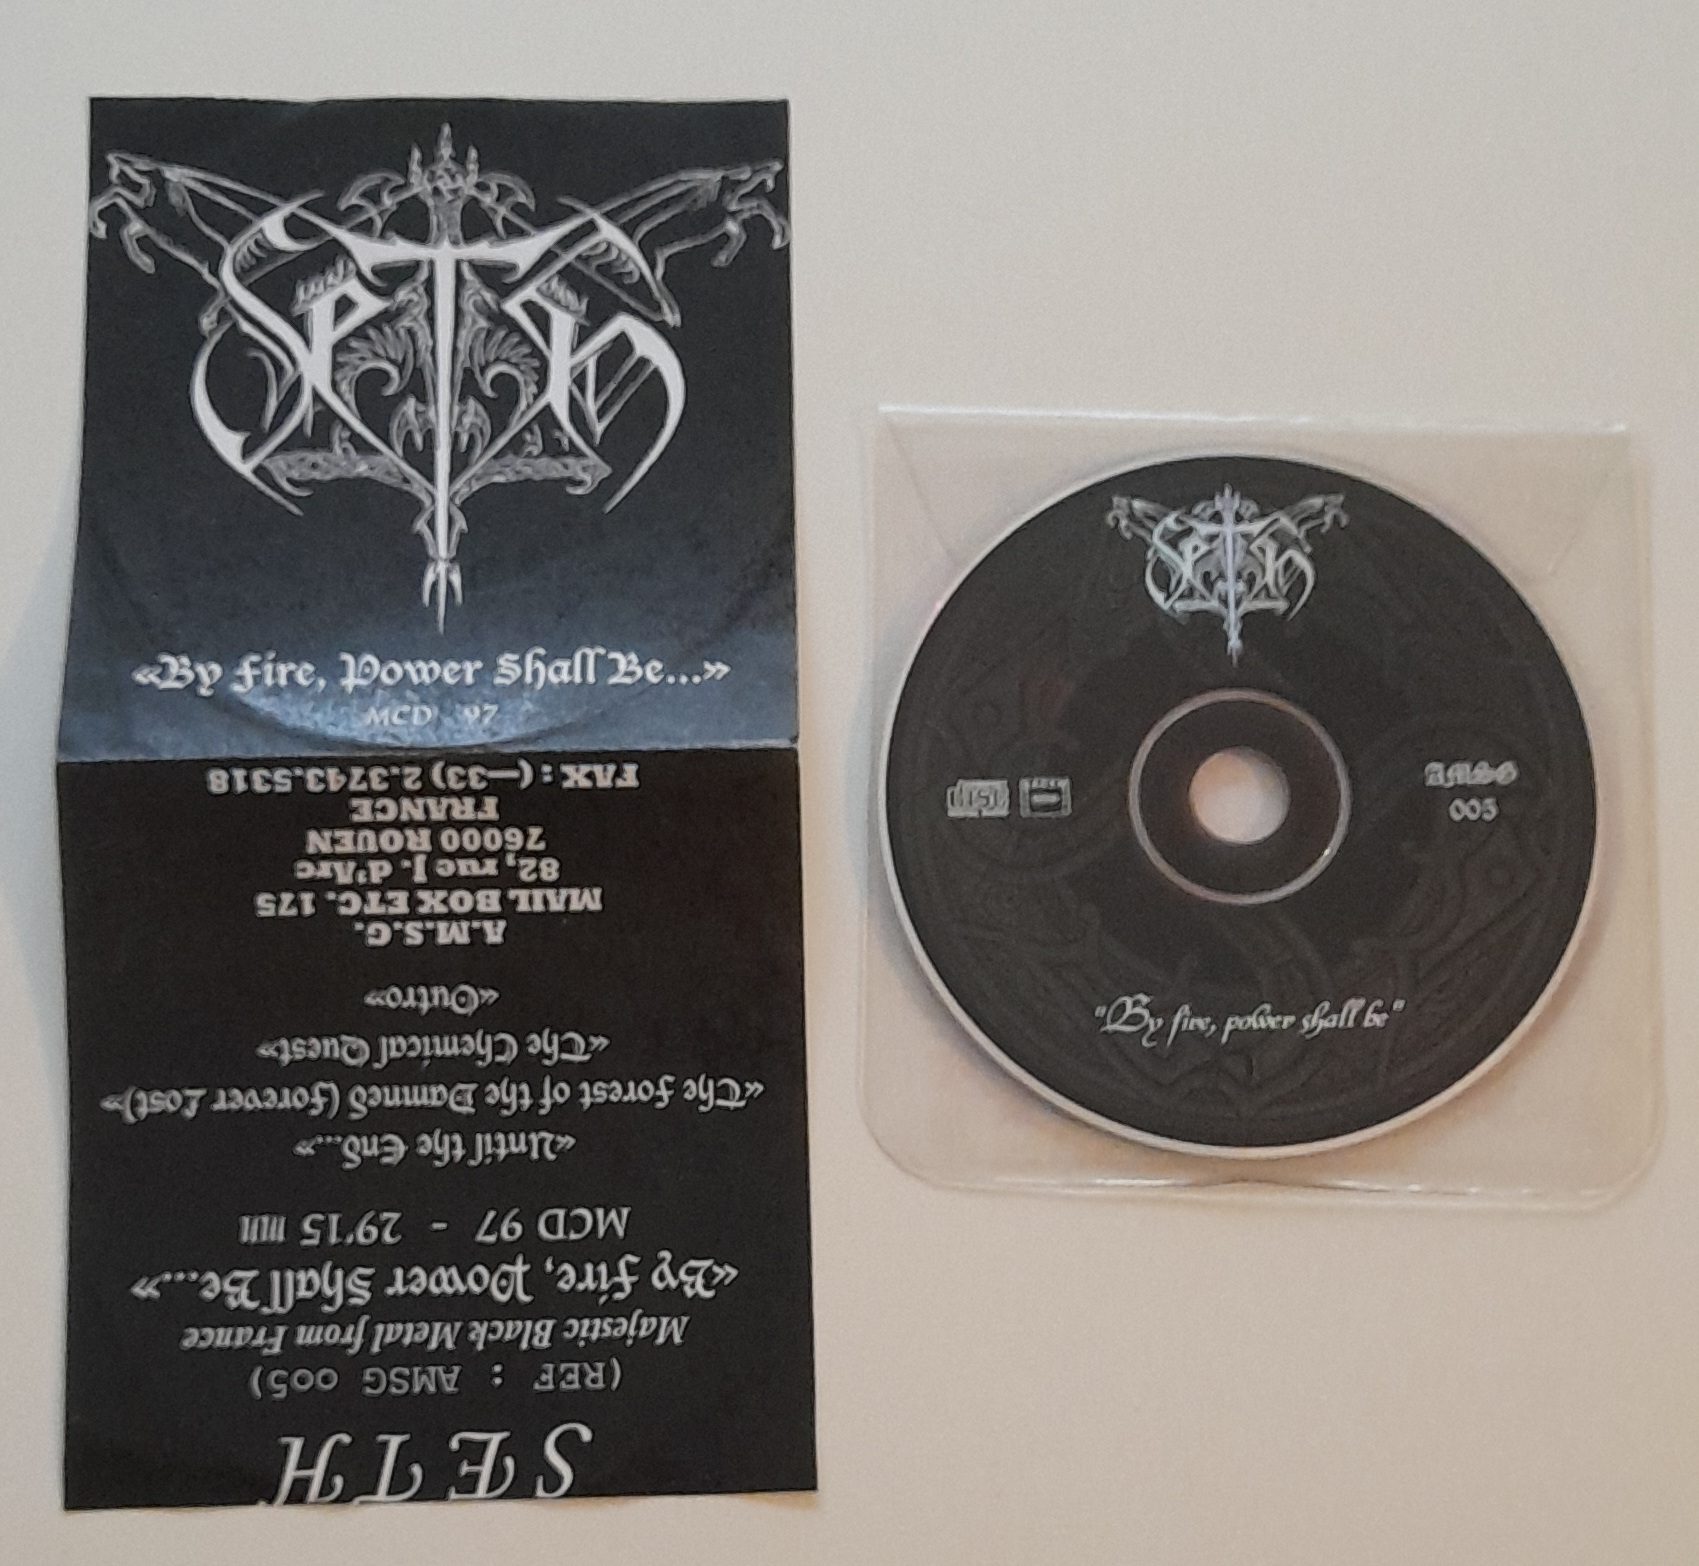 SETH
«By Fire, Power Shall Be...»
MCD 97
SETH
(REF : AMSG 005)
Majestic Black Metal from France
«By Fire, Power Shall Be...»
MCD 97 - 29'15 min
«Until the End...»
«The Forest of the Damned (Forever Lost)»
«The Chemical Quest»
«Outro»
A.M.S.G.
MAIL BOX ETC. 175
82, rue J. d'Arc
76000 ROUEN
FRANCE
FAX : (—33) 2.3743.5318
SETH
AMSG
005
"By fire, power shall be"